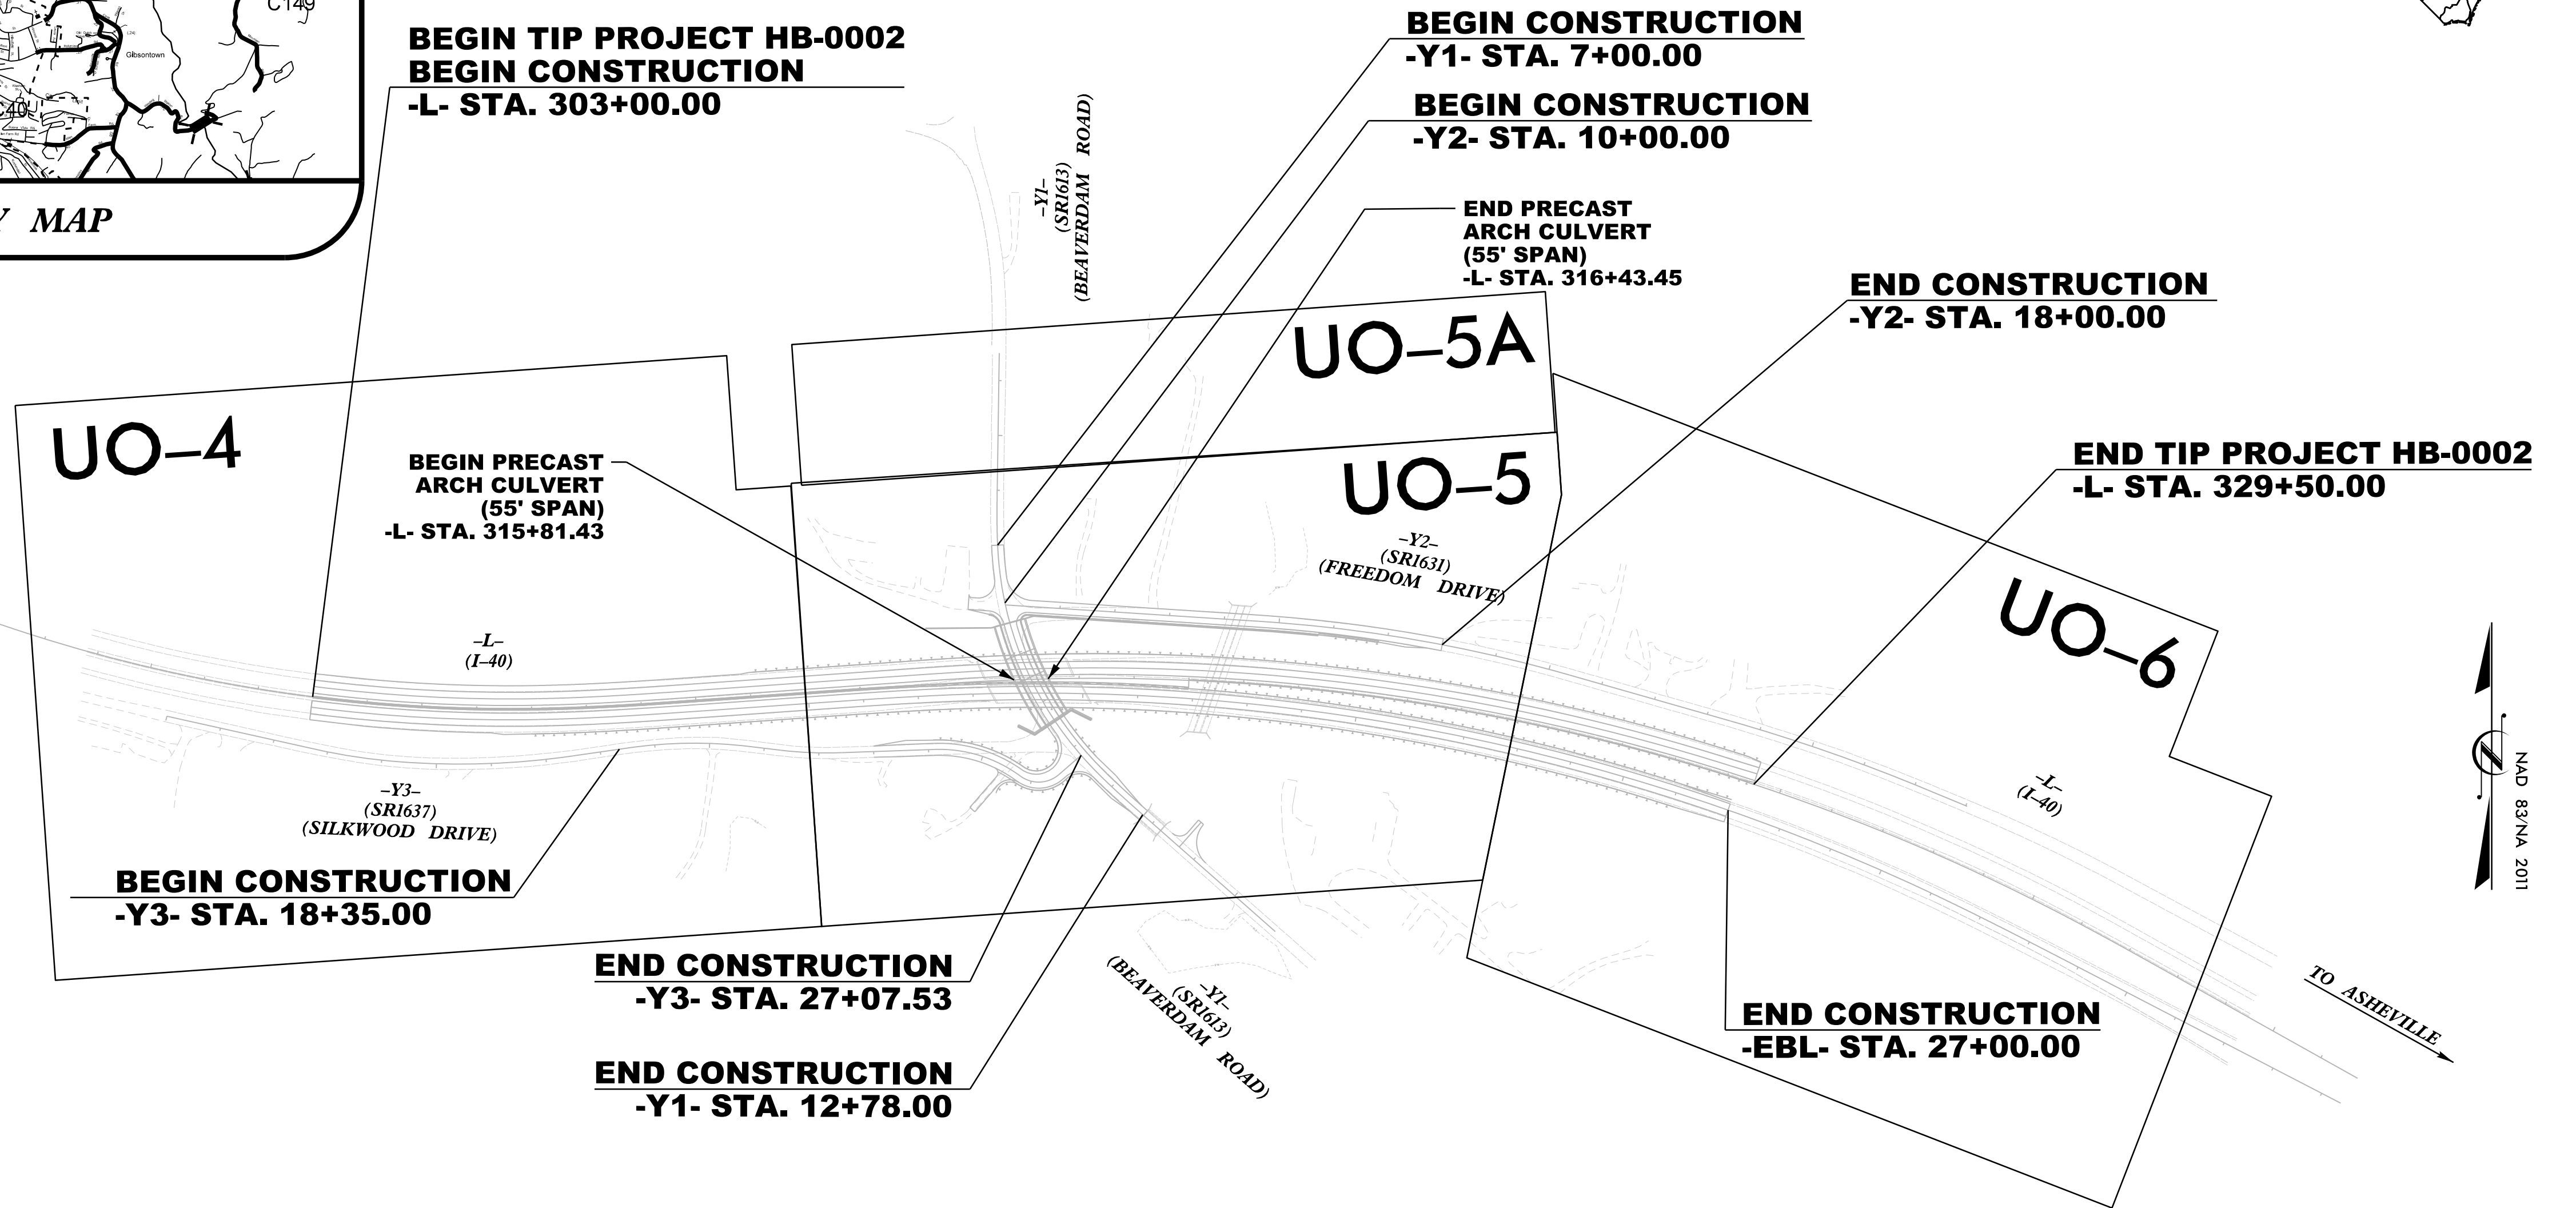 C149
Gibsontown
BEGIN TIP PROJECT HB-0002
BEGIN CONSTRUCTION
-L- STA. 303+00.00
BEGIN CONSTRUCTION
-Y1- STA. 7+00.00
BEGIN CONSTRUCTION
-Y2- STA. 10+00.00
Y MAP
-Y1-
(SR1613)
(BEAVERDAM ROAD)
END PRECAST
ARCH CULVERT
(55' SPAN)
-L- STA. 316+43.45
END CONSTRUCTION
-Y2- STA. 18+00.00
UO-5A
UO-4
UO-5
END TIP PROJECT HB-0002
-L- STA. 329+50.00
BEGIN PRECAST
ARCH CULVERT
(55' SPAN)
-L- STA. 315+81.43
-Y2-
(SR1631)
(FREEDOM DRIVE)
UO-6
-L-
(I-40)
-Y3-
(SR1637)
(SILKWOOD DRIVE)
-L-
(I-40)
NAD 83/NA 2011
BEGIN CONSTRUCTION
-Y3- STA. 18+35.00
END CONSTRUCTION
-Y3- STA. 27+07.53
-Y1-
(SR1613)
(BEAVERDAM ROAD)
TO ASHEVILLE
END CONSTRUCTION
-EBL- STA. 27+00.00
END CONSTRUCTION
-Y1- STA. 12+78.00